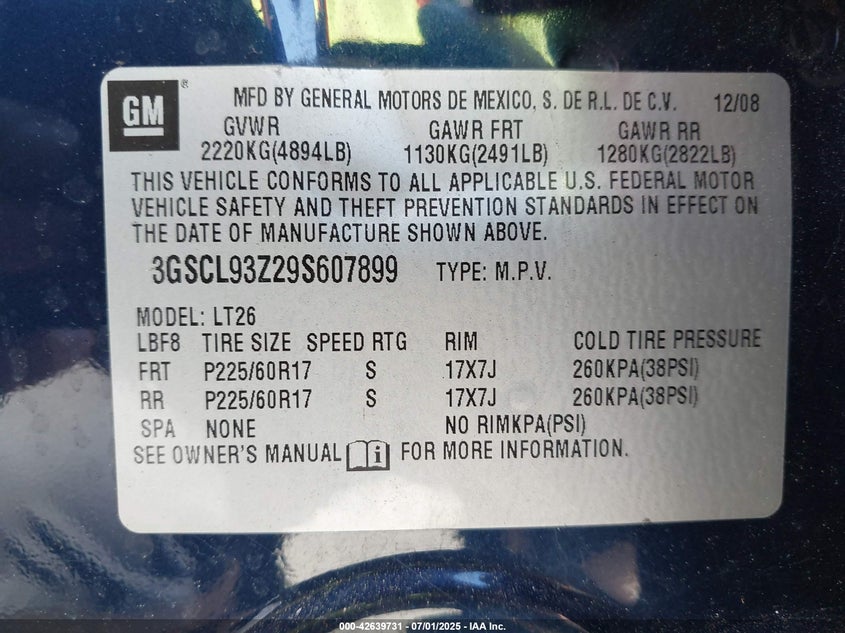 GM ® MFD BY GENERAL MOTORS DE MEXICO, S. DE R.L. DE C.V. 12/08
GVWR GAWR FRT GAWR RR
2220KG(4894LB) 1130KG(2491LB) 1280KG(2822LB)
THIS VEHICLE CONFORMS TO ALL APPLICABLE U.S. FEDERAL MOTOR
VEHICLE SAFETY AND THEFT PREVENTION STANDARDS IN EFFECT ON
THE DATE OF MANUFACTURE SHOWN ABOVE.
3GSCL93Z29S607899 TYPE: M.P.V.
MODEL: LT26
LBF8 TIRE SIZE SPEED RTG RIM COLD TIRE PRESSURE
FRT P225/60R17 S 17X7J 260KPA(38PSI)
RR P225/60R17 S 17X7J 260KPA(38PSI)
SPA NONE NO RIMKPA(PSI)
SEE OWNER'S MANUAL i FOR MORE INFORMATION.
000-42639731 - 07/01/2025 - IAA Inc.